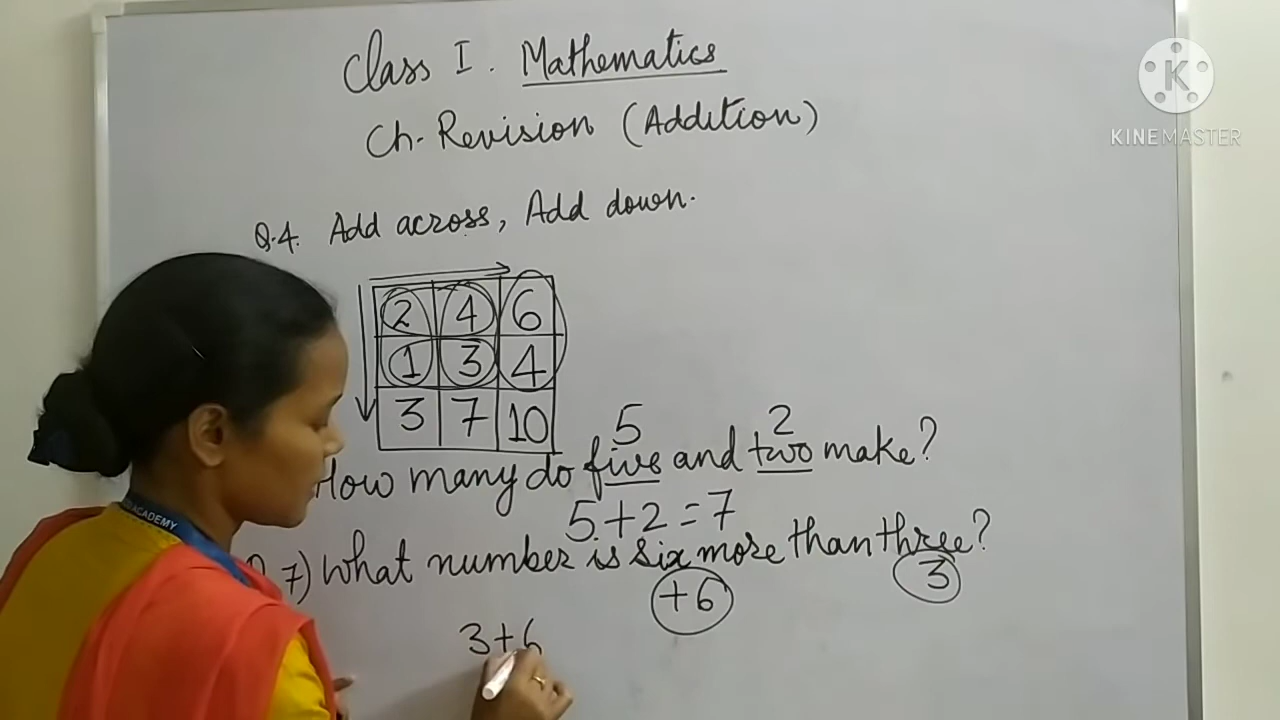 Class I. Mathematics
Ch. Revision (Addition)
KINEMASTER
Q.4. Add across, Add down.
2 4 6
1 3 4
3 7 10
5 2
How many do five and two make?
5+2=7
7) What number is six more than three?
+6 3
3+6
ACADEMY